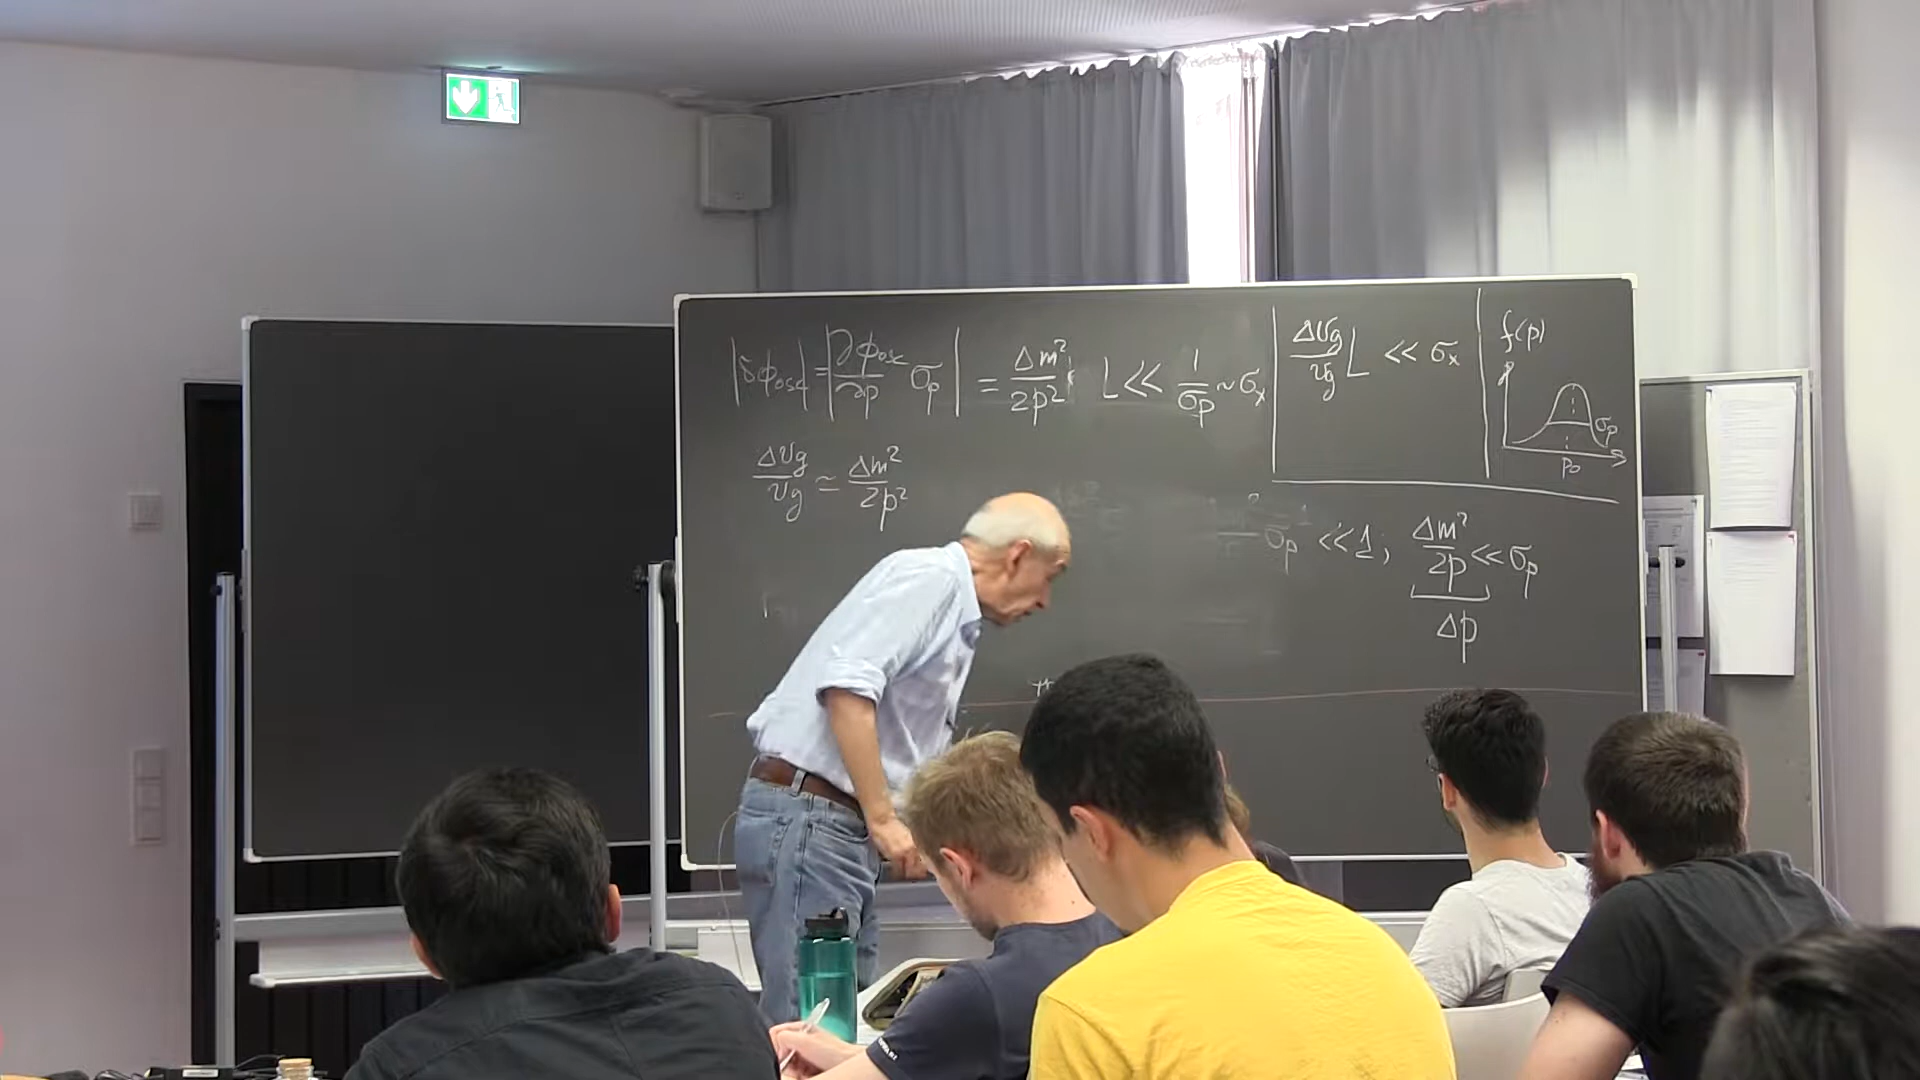 |δφosc| = |∂φosc/∂p σp| = Δm²/2p² L << 1/σp ~ σx
ΔVg/Vg L << σx
f(p)
σp
p₀
ΔVg/Vg ≃ Δm²/2p²
σp << 1; Δm²/2p << σp
Δp